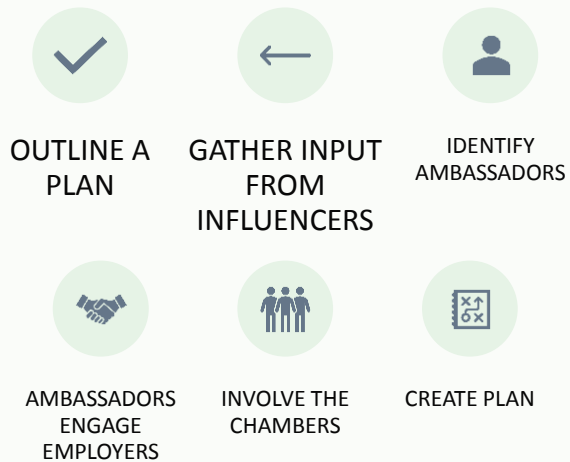 OUTLINE A
PLAN
GATHER INPUT
FROM
INFLUENCERS
IDENTIFY
AMBASSADORS
AMBASSADORS
ENGAGE
EMPLOYERS
INVOLVE THE
CHAMBERS
CREATE PLAN